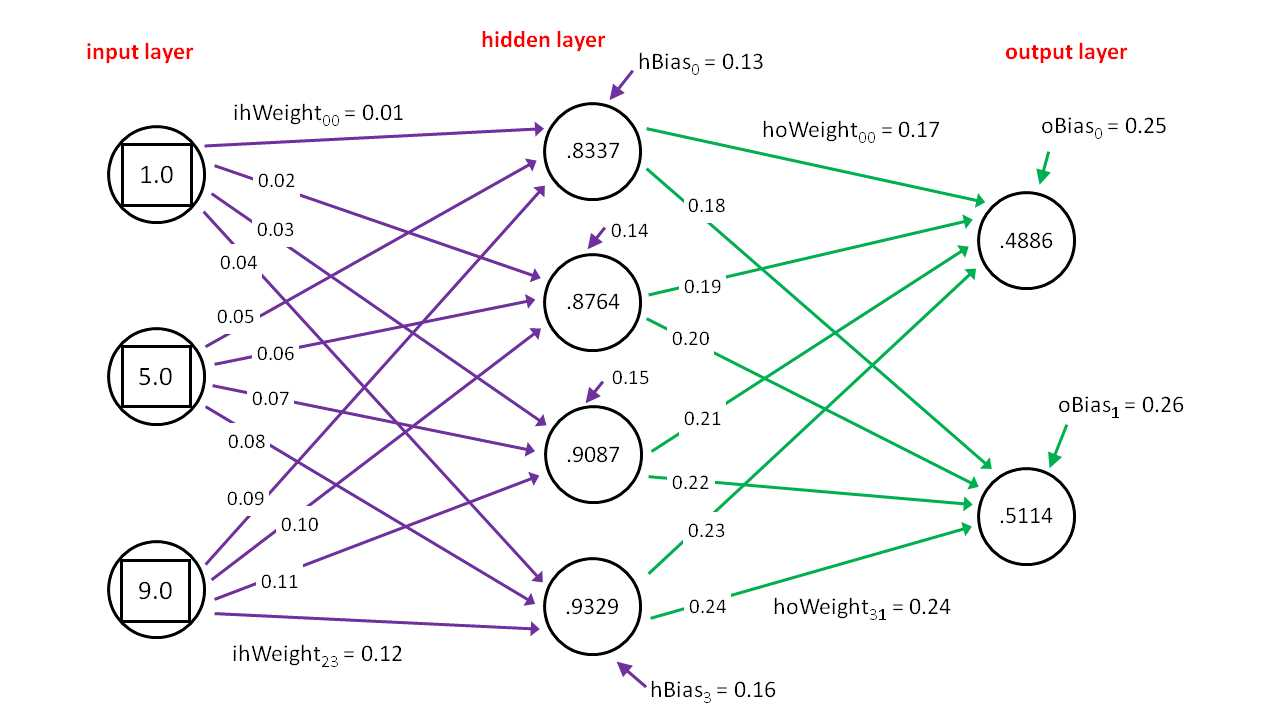 input layer
hidden layer
output layer
hBias0 = 0.13
ihWeight00 = 0.01
hoWeight00 = 0.17
oBias0 = 0.25
1.0
.8337
0.02
0.03
0.04
0.18
0.14
.4886
0.05
0.06
.8764
0.19
0.20
5.0
0.07
0.08
0.15
.9087
0.21
0.22
oBias1 = 0.26
0.09
0.10
0.11
0.23
.5114
9.0
.9329
0.24
hoWeight31 = 0.24
ihWeight23 = 0.12
hBias3 = 0.16